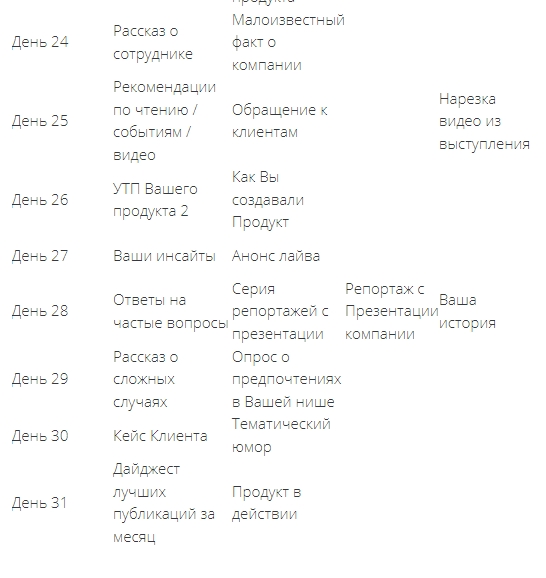 продукта
День 24
Рассказ о
сотруднике
Малоизвестный
факт о
компании
День 25
Рекомендации
по чтению /
событиям /
видео
Обращение к
клиентам
Нарезка
видео из
выступления
День 26
УТП Вашего
продукта 2
Как Вы
создавали
Продукт
День 27
Ваши инсайты
Анонс лайва
День 28
Ответы на
частые вопросы
Серия
репортажей с
презентации
Репортаж с
Презентации
компании
Ваша
история
День 29
Рассказ о
сложных
случаях
Опрос о
предпочтениях
в Вашей нише
День 30
Кейс Клиента
Тематический
юмор
День 31
Дайджест
лучших
публикаций за
месяц
Продукт в
действии